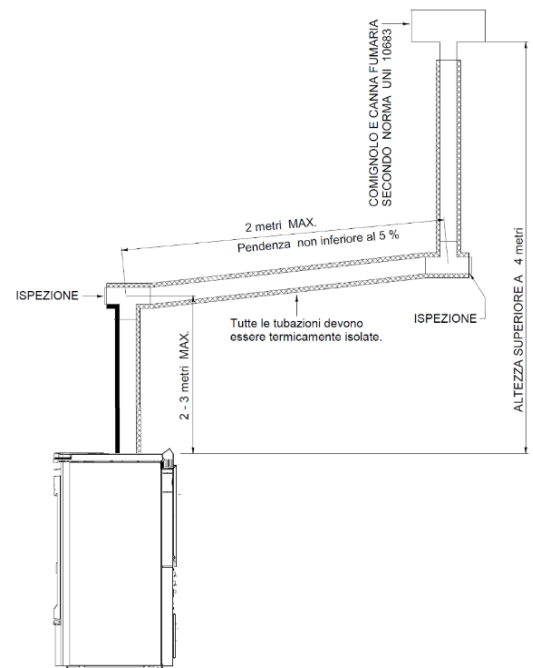 COMIGNOLO E CANNA FUMARIA
SECONDO NORMA UNI 10683
2 metri MAX.
Pendenza non inferiore al 5 %
ISPEZIONE
Tutte le tubazioni devono
essere termicamente isolate.
ISPEZIONE
2 - 3 metri MAX.
ALTEZZA SUPERIORE A 4 metri